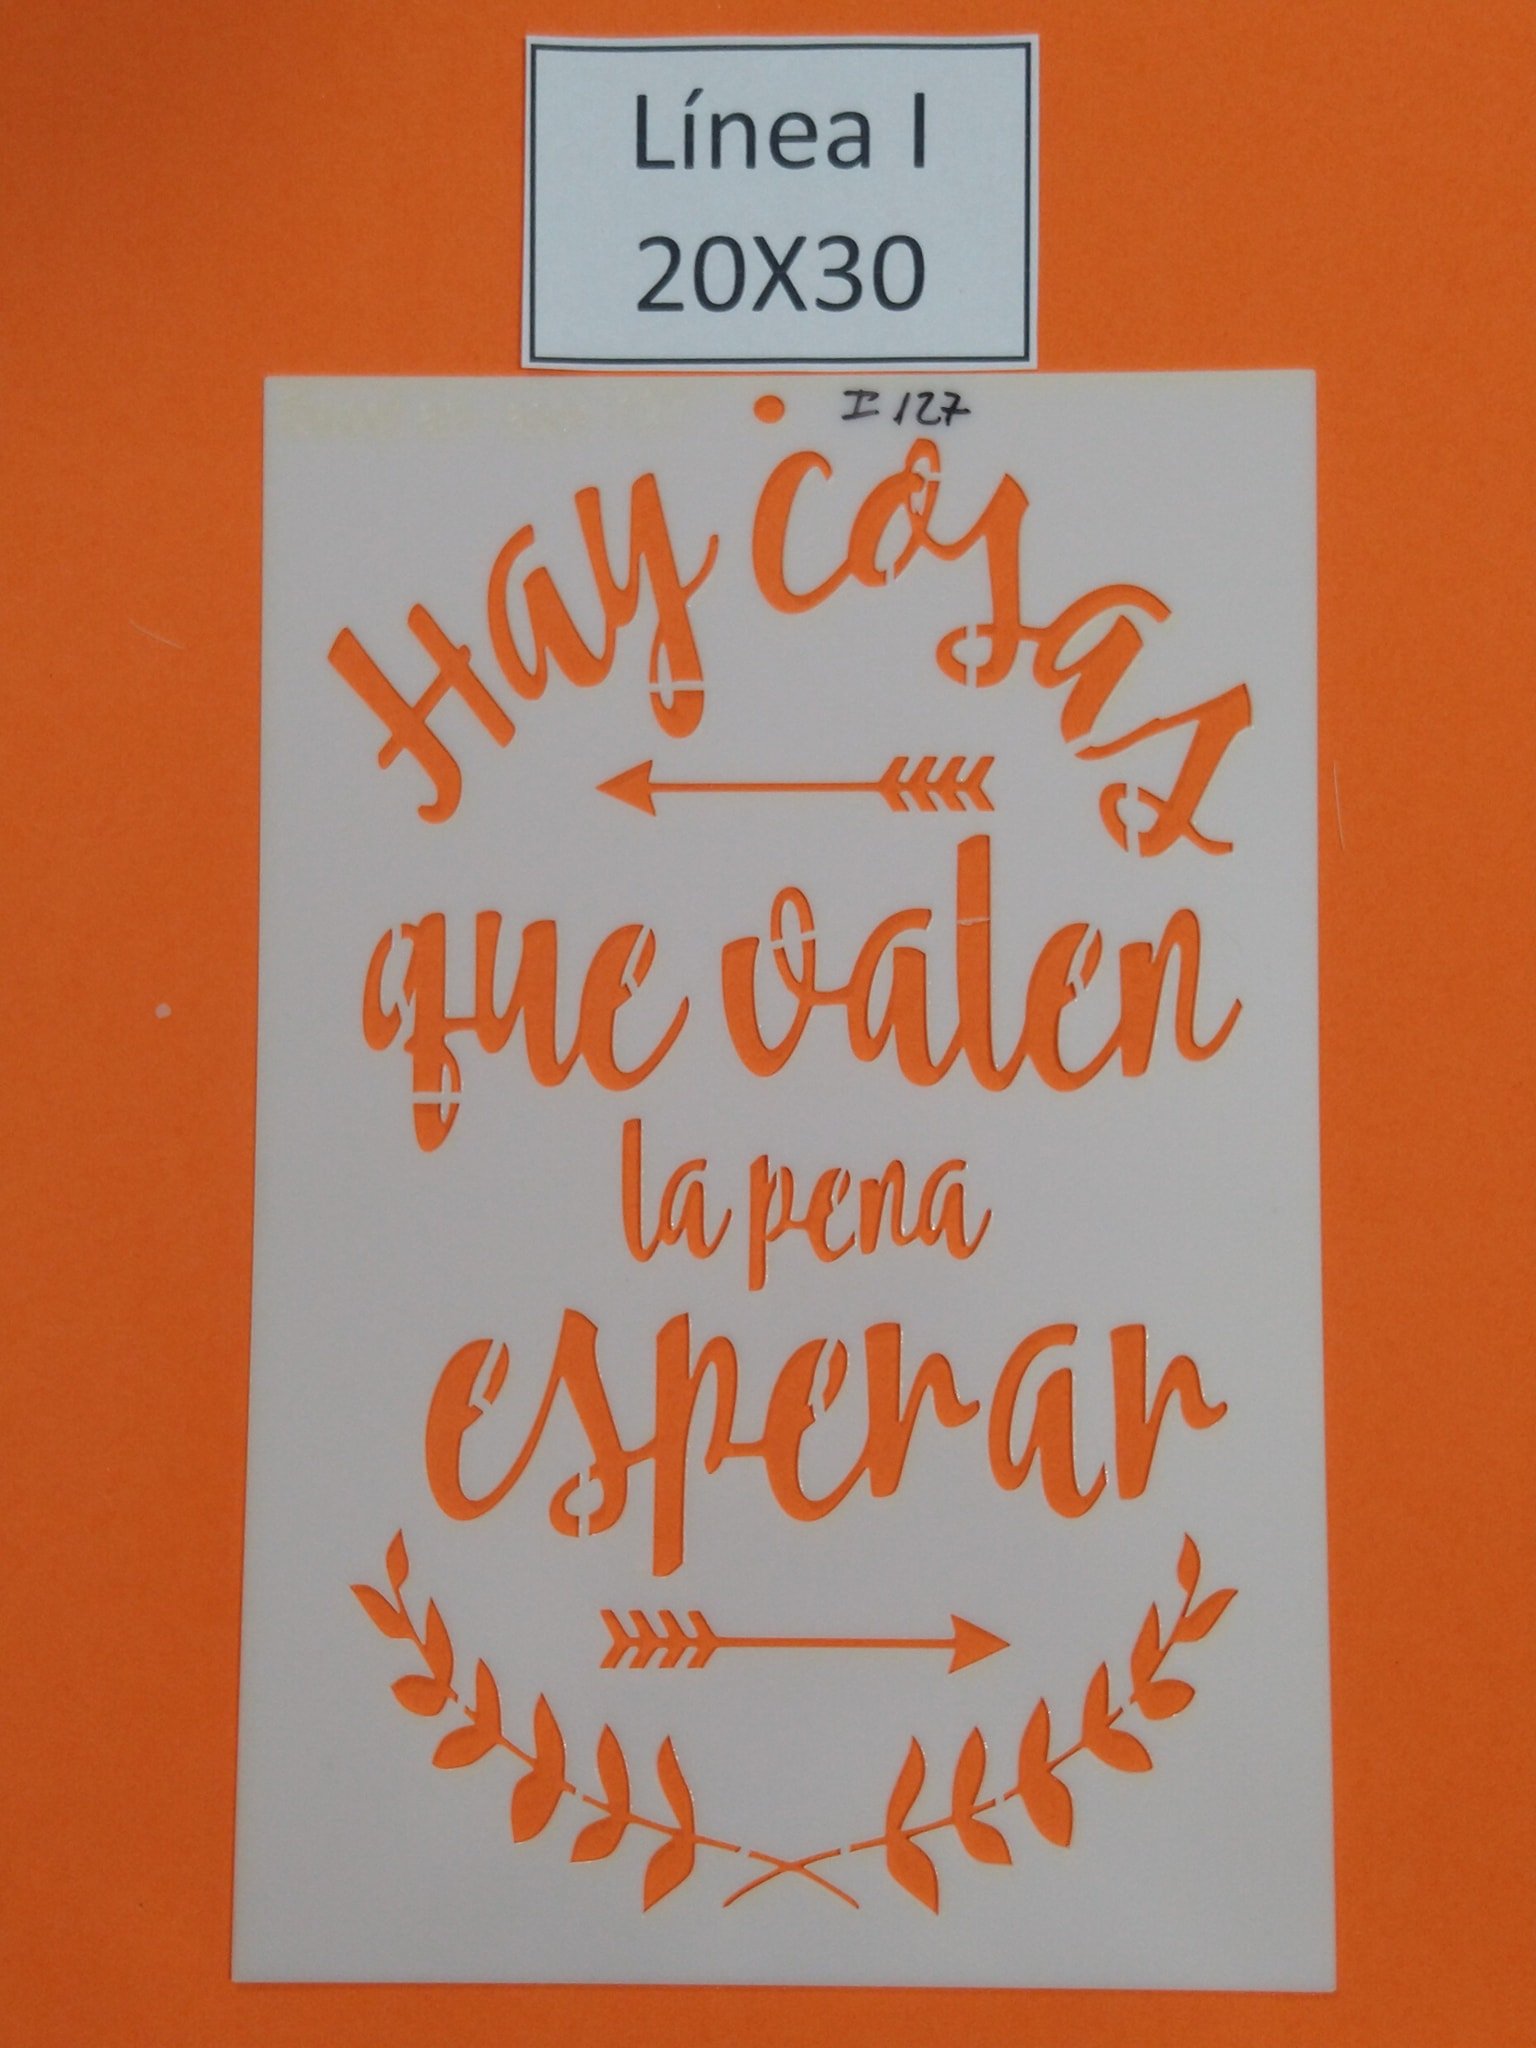 Línea I
20X30
I 127
Hay cosas
que valen
la pena
esperar